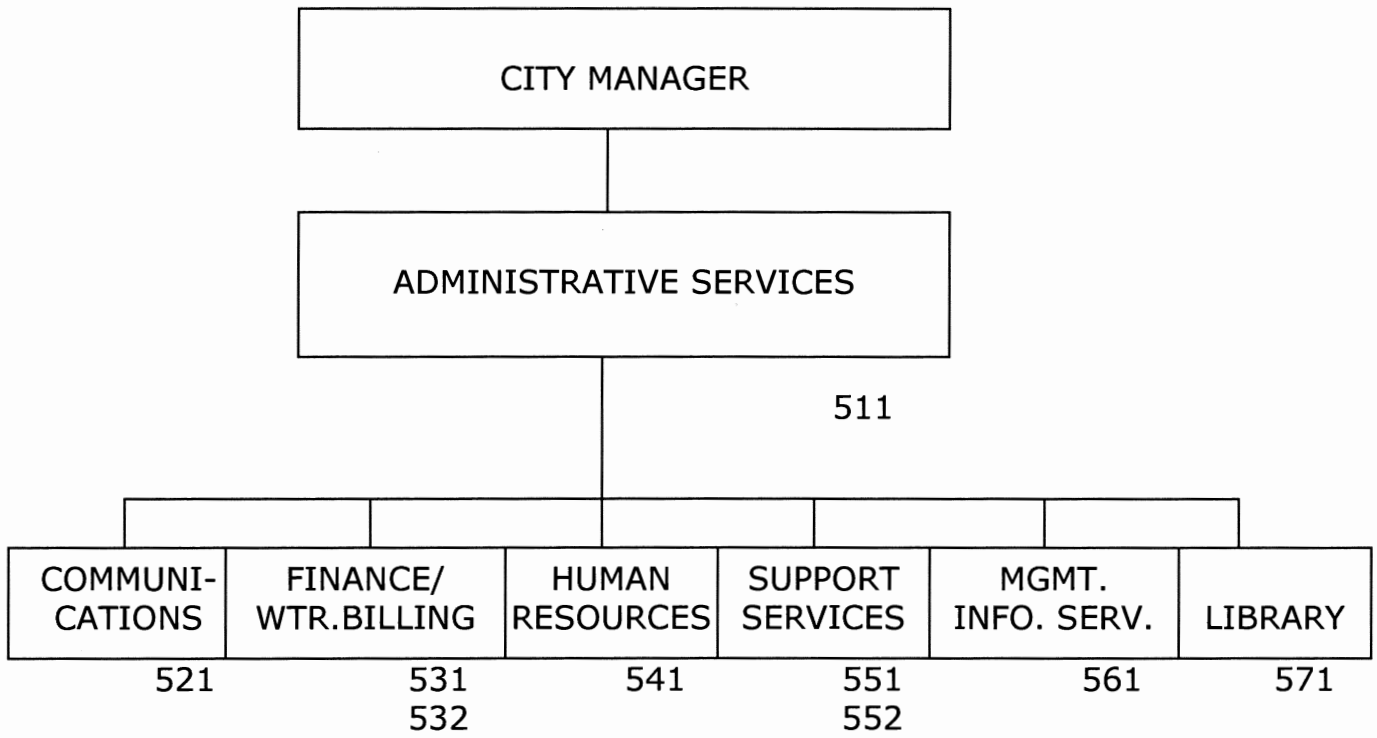 CITY MANAGER
ADMINISTRATIVE SERVICES
511
COMMUNI-
CATIONS
FINANCE/
WTR.BILLING
HUMAN
RESOURCES
SUPPORT
SERVICES
MGMT.
INFO. SERV.
LIBRARY
521
531
532
541
551
552
561
571